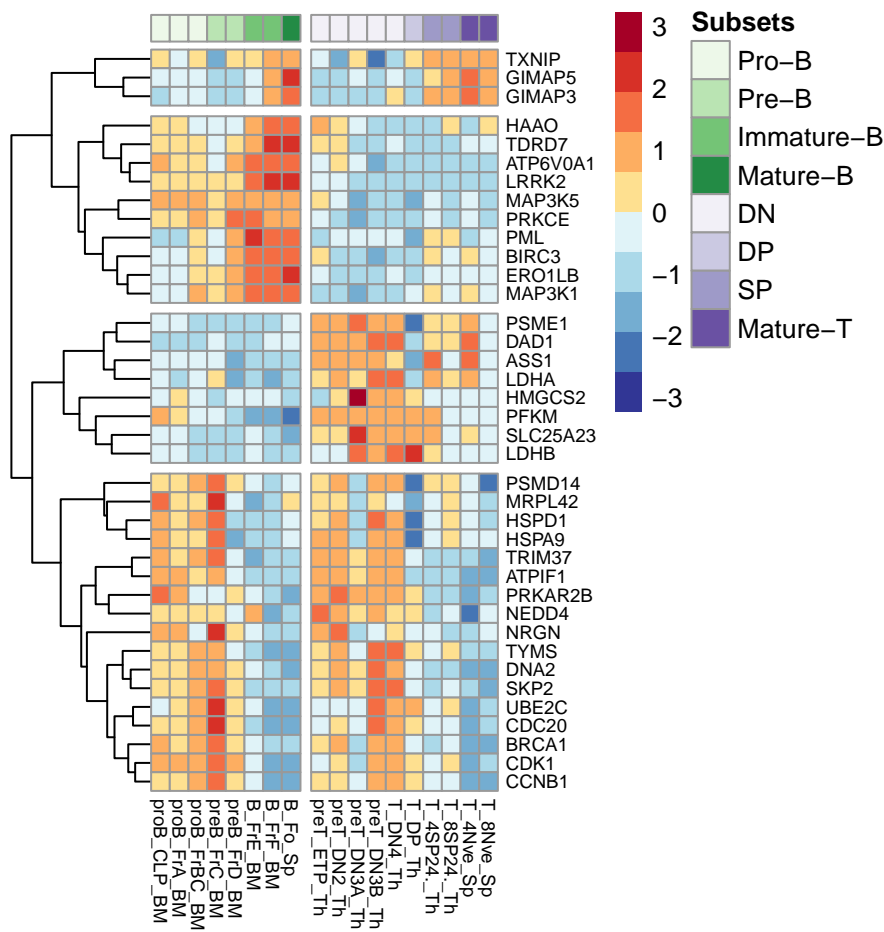 TXNIP
GIMAP5
GIMAP3
HAAO
TDRD7
ATP6V0A1
LRRK2
MAP3K5
PRKCE
PML
BIRC3
ERO1LB
MAP3K1
PSME1
DAD1
ASS1
LDHA
HMGCS2
PFKM
SLC25A23
LDHB
PSMD14
MRPL42
HSPD1
HSPA9
TRIM37
ATPIF1
PRKAR2B
NEDD4
NRGN
TYMS
DNA2
SKP2
UBE2C
CDC20
BRCA1
CDK1
CCNB1
proB_CLP_BM
proB_FrA_BM
proB_FrBC_BM
preB_FrC_BM
preB_FrD_BM
B_FrE_BM
B_FrF_BM
B_Fo_Sp
preT_ETP_Th
preT_DN2_Th
preT_DN3A_Th
preT_DN3B_Th
T_DN4_Th
T_DP_Th
T_4SP24._Th
T_8SP24._Th
T_4Nve_Sp
T_8Nve_Sp
3
2
1
0
−1
−2
−3
Subsets
Pro−B
Pre−B
Immature−B
Mature−B
DN
DP
SP
Mature−T